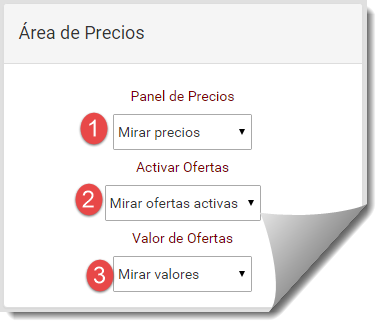 Área de Precios
Panel de Precios
1 Mirar precios
Activar Ofertas
2 Mirar ofertas activas
Valor de Ofertas
3 Mirar valores